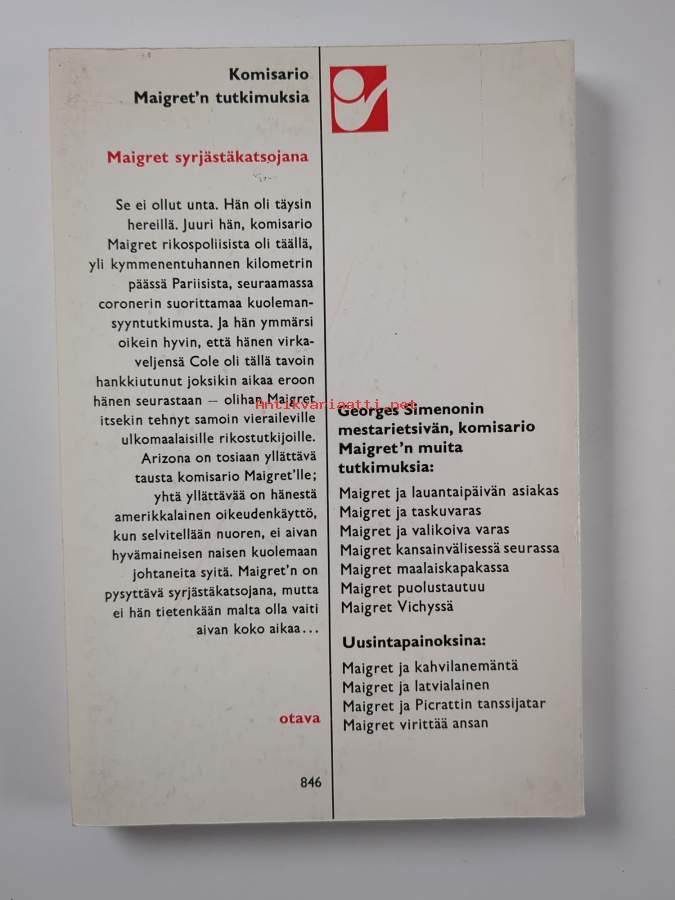 Komisario
Maigret'n tutkimuksia
Maigret syrjästäkatsojana
Se ei ollut unta. Hän oli täysin
hereillä. Juuri hän, komisario
Maigret rikospoliisista oli täällä,
yli kymmenentuhannen kilometrin
päässä Pariisista, seuraamassa
coronerin suorittamaa kuoleman-
syyntutkimusta. Ja hän ymmärsi
oikein hyvin, että hänen virka-
veljensä Cole oli tällä tavoin
hankkiutunut joksikin aikaa eroon
hänen seurastaan — olihan Maigret
itsekin tehnyt samoin vieraileville
ulkomaalaisille rikostutkijoille.
Arizona on tosiaan yllättävä
tausta komisario Maigret'lle;
yhtä yllättävää on hänestä
amerikkalainen oikeudenkäyttö,
kun selvitellään nuoren, ei aivan
hyvämaineisen naisen kuolemaan
johtaneita syitä. Maigret'n on
pysyttävä syrjästäkatsojana, mutta
ei hän tietenkään malta olla vaiti
aivan koko aikaa...
otava
846
Antikvariaatti.net
Georges Simenonin
mestarietsivän, komisario
Maigret'n muita
tutkimuksia:
Maigret ja lauantaipäivän asiakas
Maigret ja taskuvaras
Maigret ja valikoiva varas
Maigret kansainvälisessä seurassa
Maigret maalaiskapakassa
Maigret puolustautuu
Maigret Vichyssä
Uusintapainoksina:
Maigret ja kahvilanemäntä
Maigret ja latvialainen
Maigret ja Picrattin tanssijatar
Maigret virittää ansan